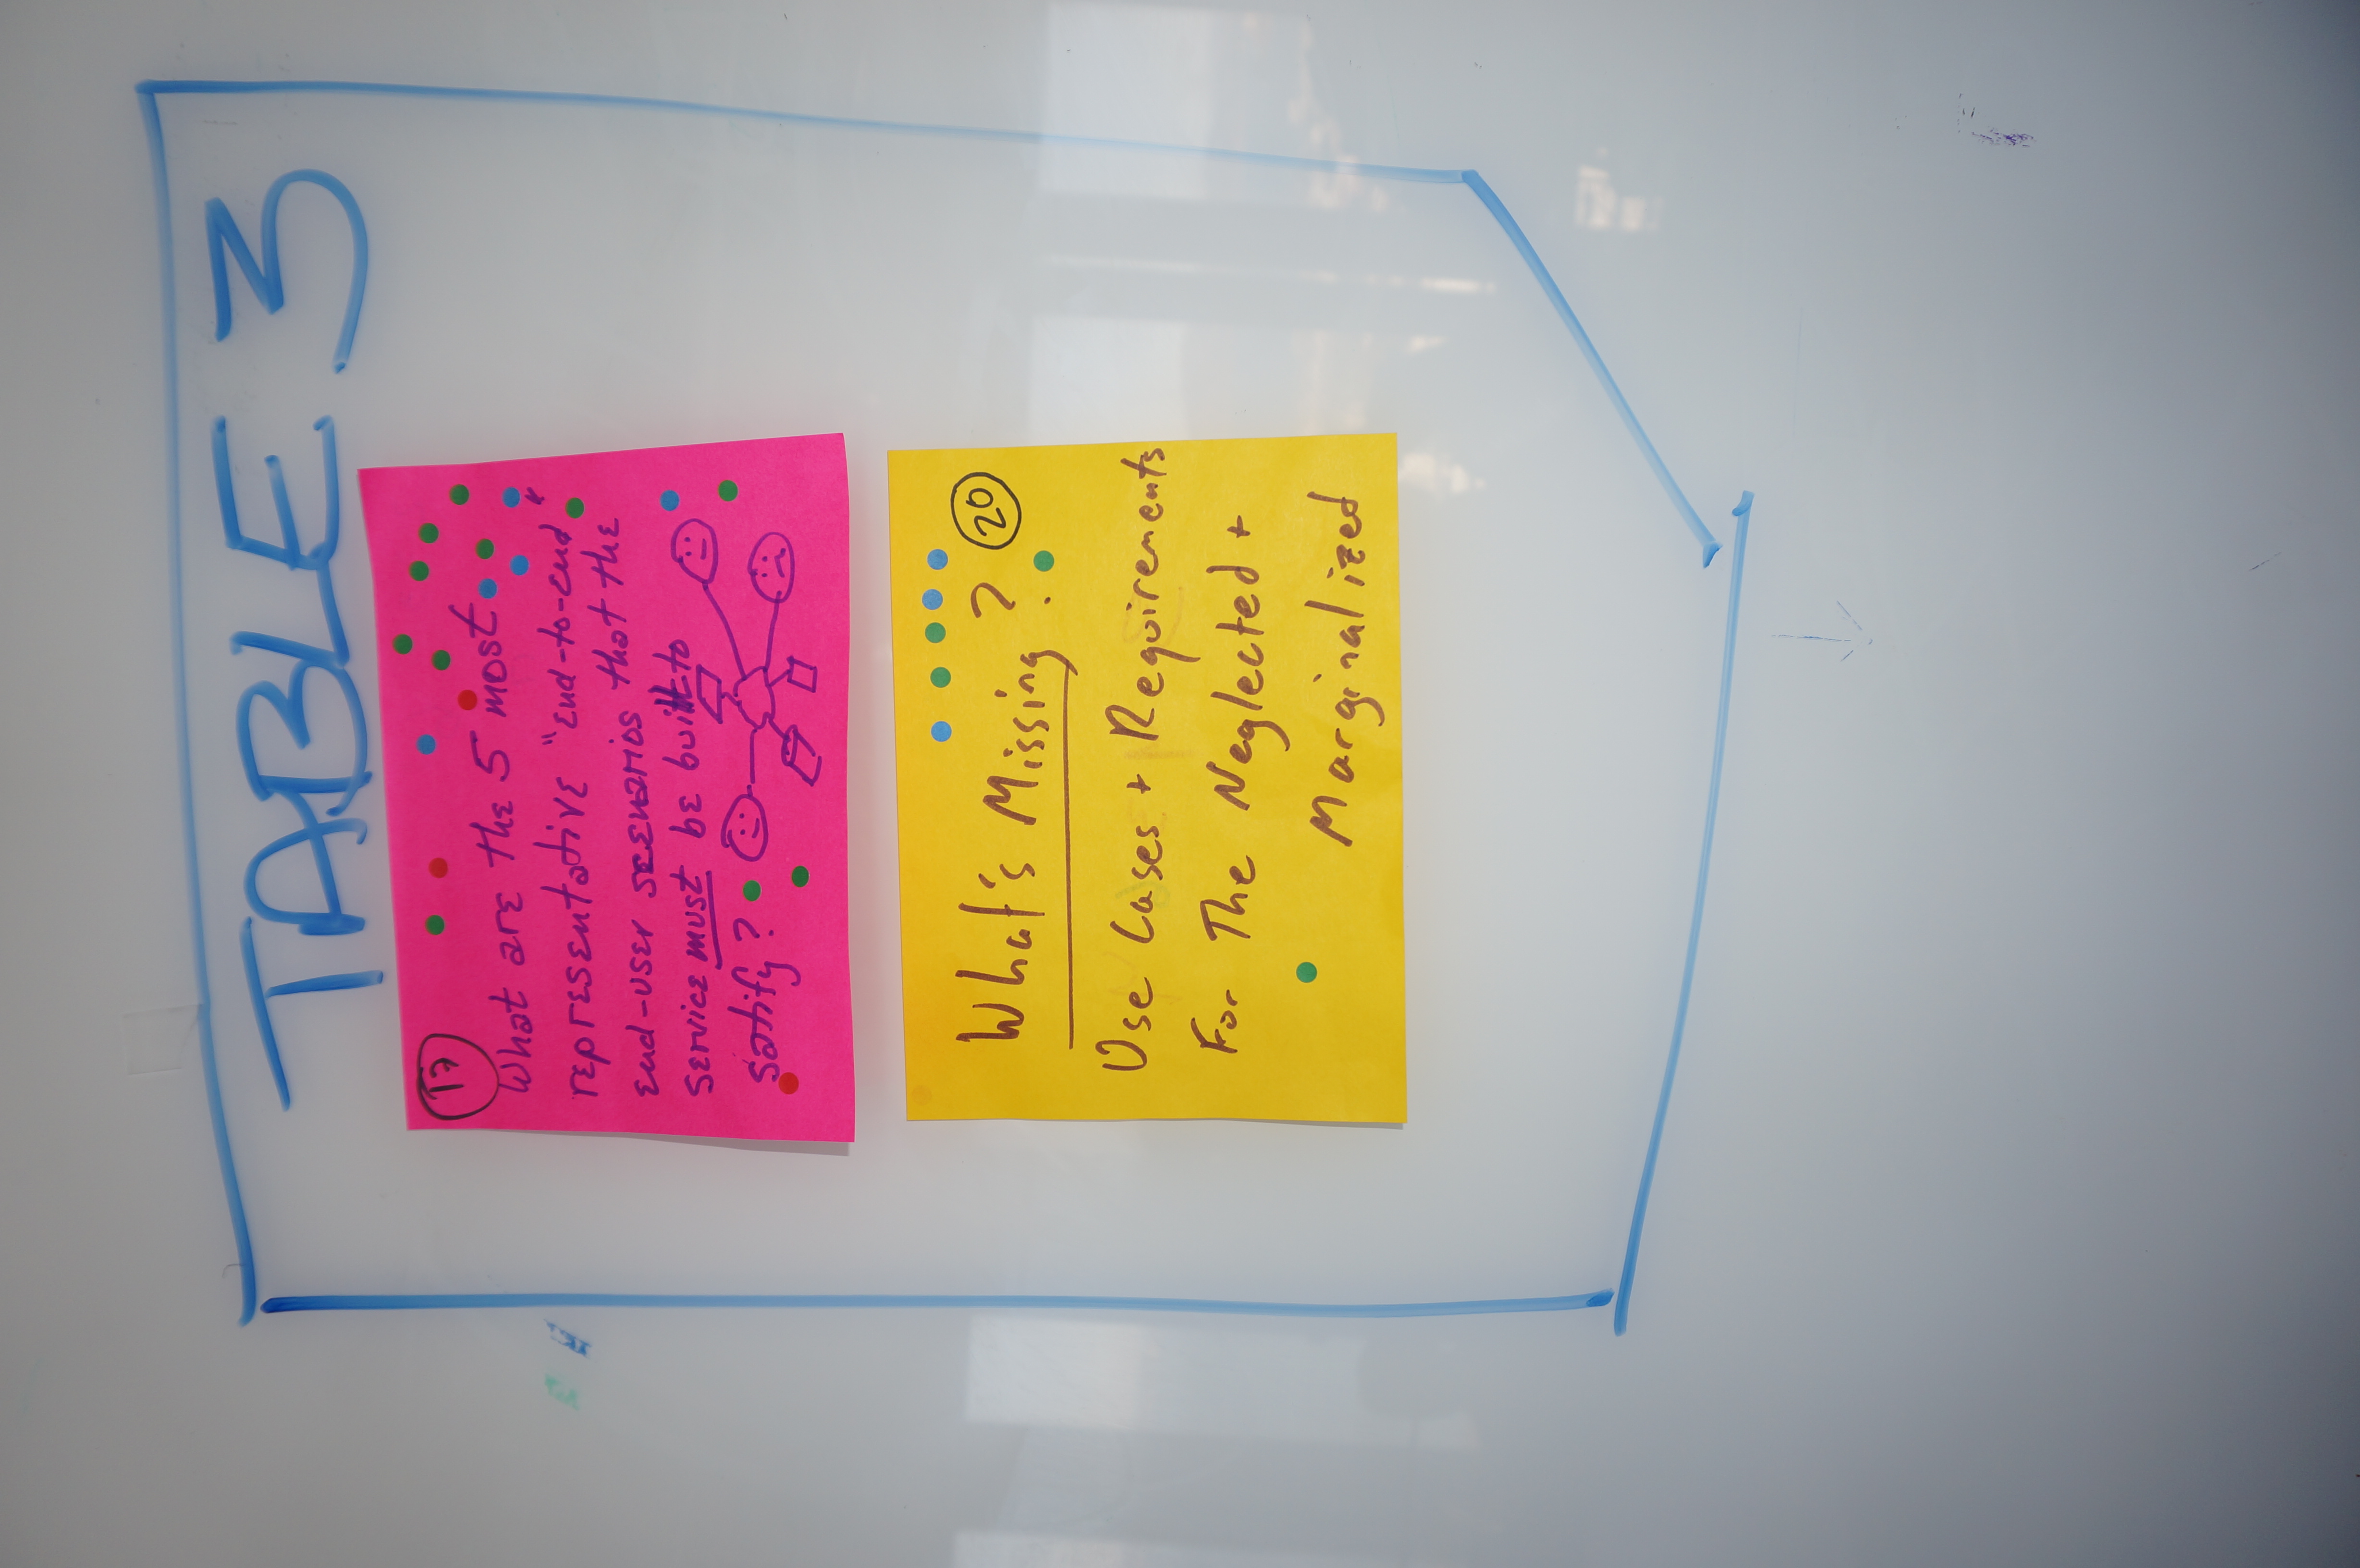 TABLE 3
17
What are the 5 most
representative "end-to-end"
end-user scenarios that the
service must be built to
satify?
What's Missing?
20
Use Cases + Requirements
For The Neglected +
Marginalized